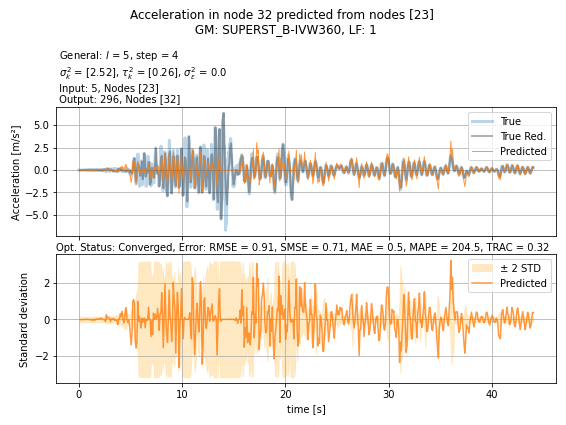 Acceleration in node 32 predicted from nodes [23]
GM: SUPERST_B-IVW360, LF: 1
General: l = 5, step = 4
σ_k² = [2.52], τ_k² = [0.26], σ_ε² = 0.0
Input: 5, Nodes [23]
Output: 296, Nodes [32]
Acceleration [m/s²]
5.0
2.5
0.0
−2.5
−5.0
True
True Red.
Predicted
Opt. Status: Converged, Error: RMSE = 0.91, SMSE = 0.71, MAE = 0.5, MAPE = 204.5, TRAC = 0.32
Standard deviation
2
0
−2
± 2 STD
Predicted
0
10
20
30
40
time [s]